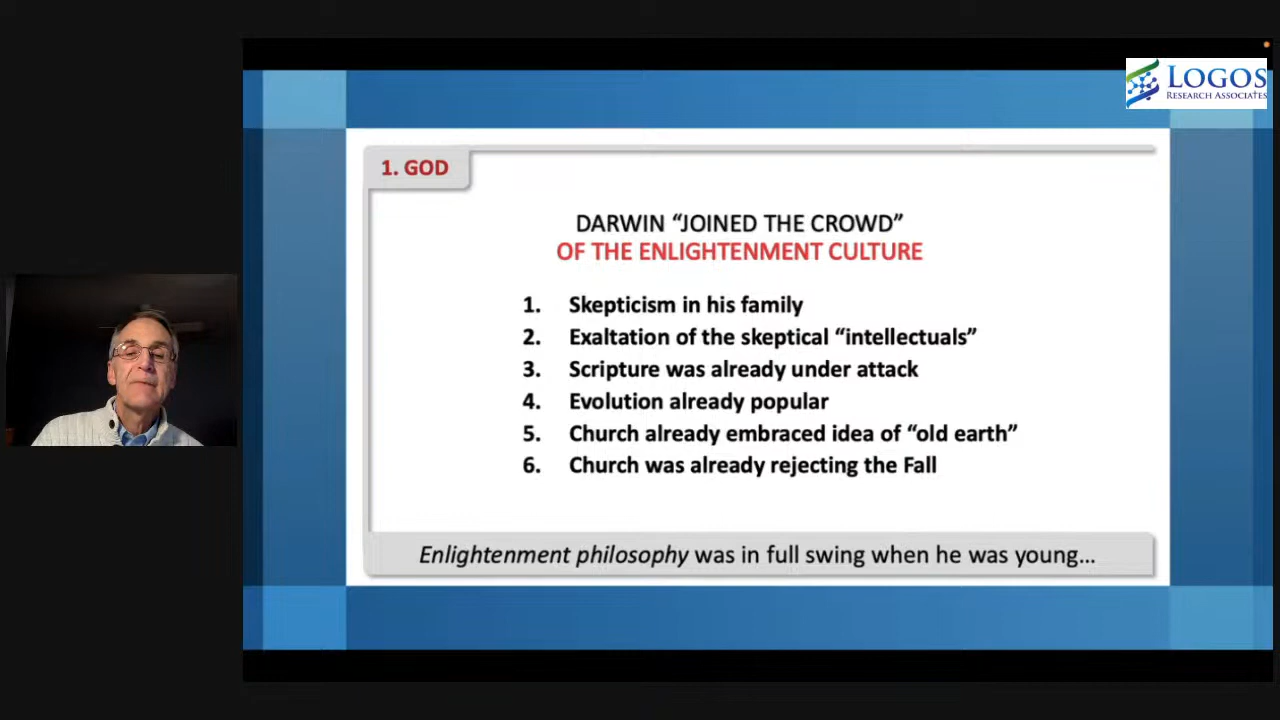 LOGOS
RESEARCH ASSOCIATES
1. GOD
DARWIN “JOINED THE CROWD”
OF THE ENLIGHTENMENT CULTURE
1. Skepticism in his family
2. Exaltation of the skeptical “intellectuals”
3. Scripture was already under attack
4. Evolution already popular
5. Church already embraced idea of “old earth”
6. Church was already rejecting the Fall
Enlightenment philosophy was in full swing when he was young...